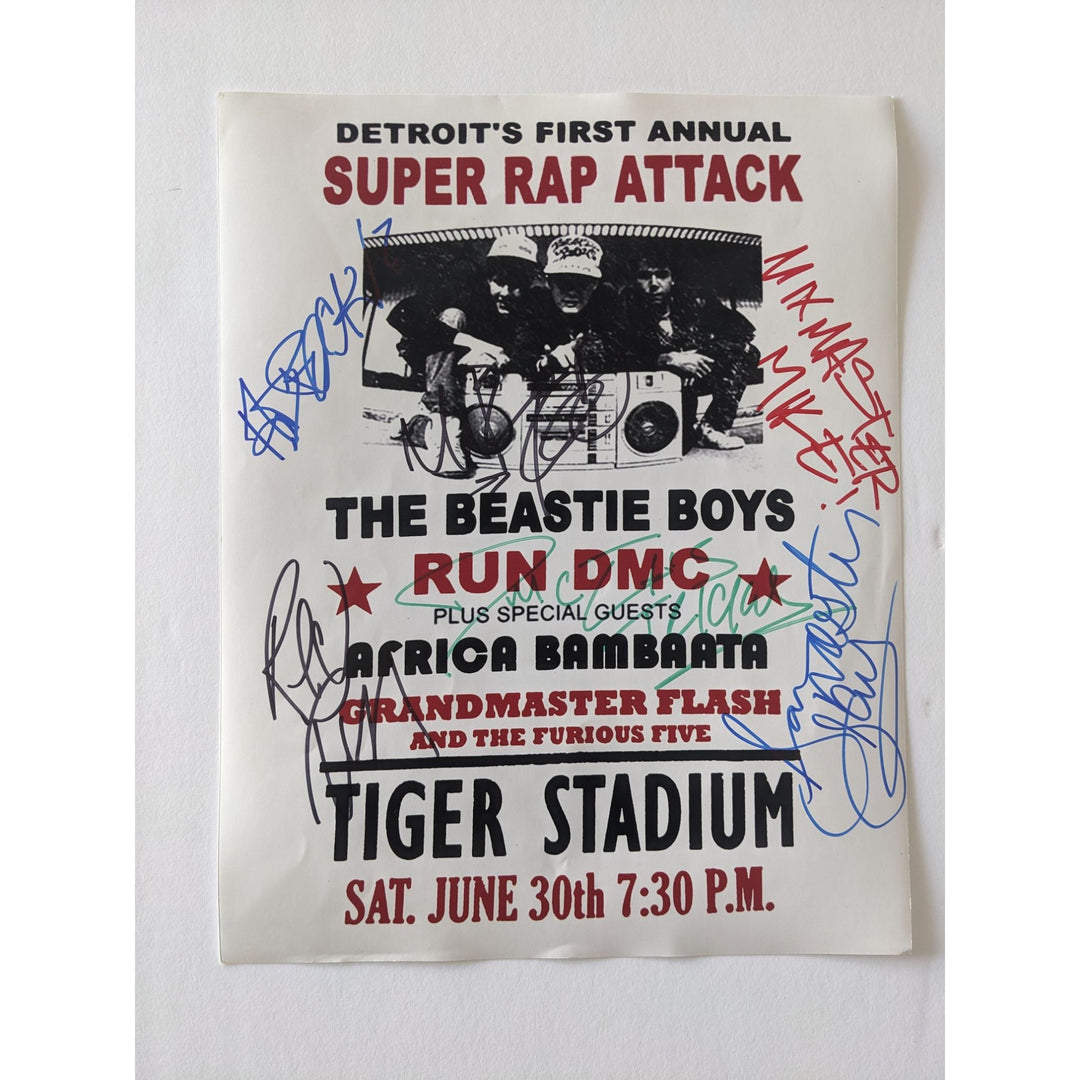 DETROIT'S FIRST ANNUAL
SUPER RAP ATTACK
MIX MASTER
MIKE!
THE BEASTIE BOYS
RUN DMC
PLUS SPECIAL GUESTS
AFRICA BAMBAATA
GRANDMASTER FLASH
AND THE FURIOUS FIVE
TIGER STADIUM
SAT. JUNE 30th 7:30 P.M.